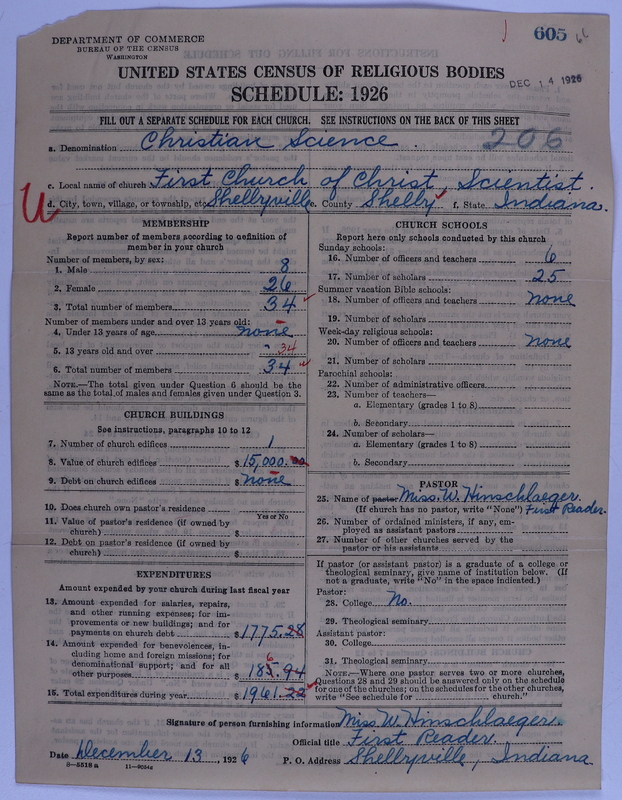 605
DEPARTMENT OF COMMERCE
BUREAU OF THE CENSUS
WASHINGTON
UNITED STATES CENSUS OF RELIGIOUS BODIES
SCHEDULE: 1926
DEC 14 1926
FILL OUT A SEPARATE SCHEDULE FOR EACH CHURCH. SEE INSTRUCTIONS ON THE BACK OF THIS SHEET
a. Denomination Christian Science. 206
c. Local name of church First Church of Christ, Scientist.
d. City, town, village, or township, etc. Shelbyville e. County Shelby f. State Indiana.
MEMBERSHIP
Report number of members according to definition of
member in your church
Number of members, by sex:
1. Male 8
2. Female 26
3. Total number of members 34
Number of members under and over 13 years old:
4. Under 13 years of age none
5. 13 years old and over 34
6. Total number of members 34
NOTE.—The total given under Question 6 should be the
same as the total of males and females given under Question 3.
CHURCH BUILDINGS
See instructions, paragraphs 10 to 12
7. Number of church edifices 1
8. Value of church edifices $15,000.00
9. Debt on church edifices $none
10. Does church own pastor's residence
Yes or No
11. Value of pastor's residence (if owned by
church) $
12. Debt on pastor's residence (if owned by
church) $
EXPENDITURES
Amount expended by your church during last fiscal year
13. Amount expended for salaries, repairs,
and other running expenses; for im-
provements or new buildings; and for
payments on church debt $1775.28
14. Amount expended for benevolences, in-
cluding home and foreign missions; for
denominational support; and for all
other purposes 185.94
6
15. Total expenditures during year $1961.22
CHURCH SCHOOLS
Report here only schools conducted by this church
Sunday schools:
16. Number of officers and teachers 6
17. Number of scholars 25
Summer vacation Bible schools:
18. Number of officers and teachers none
19. Number of scholars
Week-day religious schools:
20. Number of officers and teachers none
21. Number of scholars
Parochial schools:
22. Number of administrative officers
23. Number of teachers—
a. Elementary (grades 1 to 8)
b. Secondary
24. Number of scholars—
a. Elementary (grades 1 to 8)
b. Secondary
PASTOR
25. Name of pastor Miss. W. Hinschlaeger.
(If church has no pastor, write "None") First Reader.
26. Number of ordained ministers, if any, em-
ployed as assistant pastors
27. Number of other churches served by the
pastor or his assistants
If pastor (or assistant pastor) is a graduate of a college or
theological seminary, give name of institution below. (If
not a graduate, write "No" in the space indicated.)
Pastor:
28. College No.
29. Theological seminary
Assistant pastor:
30. College
31. Theological seminary
NOTE.—Where one pastor serves two or more churches,
Questions 28 and 29 should be answered only on the schedule
for one of the churches; on the schedules for the other churches,
write "See schedule for church."
Signature of person furnishing information Miss. W. Hinschlaeger.
Official title First Reader.
Date December 13, 1926 P. O. Address Shelbyville, Indiana
8—5518 a